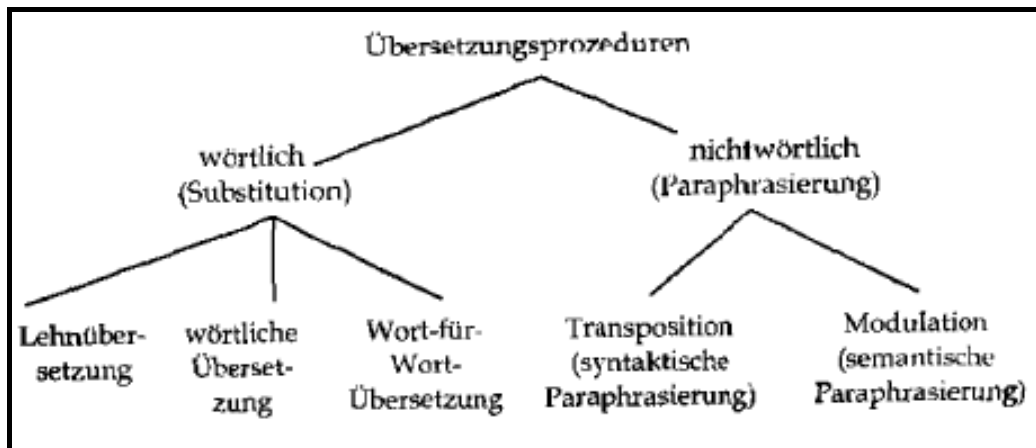 Übersetzungsprozeduren
wörtlich
(Substitution)
nichtwörtlich
(Paraphrasierung)
Lehnüber-
setzung
wörtliche
Überset-
zung
Wort-für-
Wort-
Übersetzung
Transposition
(syntaktische
Paraphrasierung)
Modulation
(semantische
Paraphrasierung)